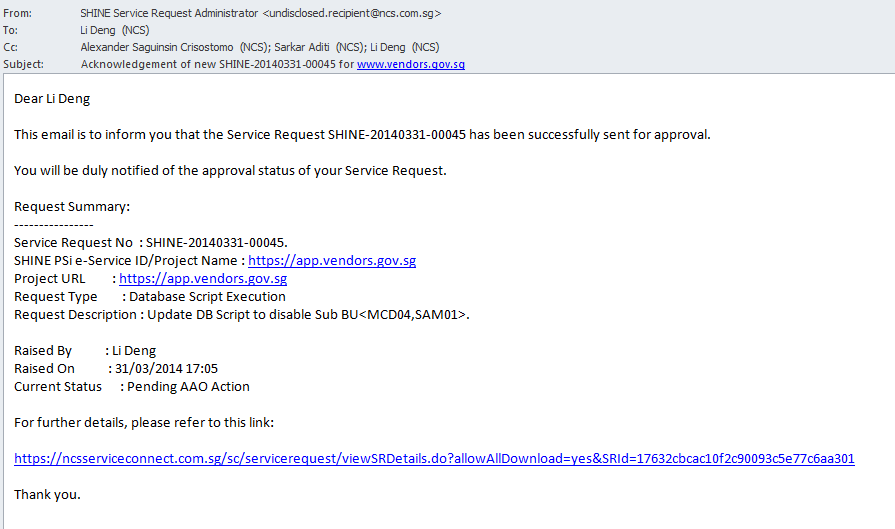 From: SHINE Service Request Administrator <undisclosed.recipient@ncs.com.sg>
To: Li Deng (NCS)
Cc: Alexander Saguinsin Crisostomo (NCS); Sarkar Aditi (NCS); Li Deng (NCS)
Subject: Acknowledgement of new SHINE-20140331-00045 for www.vendors.gov.sg
Dear Li Deng
This email is to inform you that the Service Request SHINE-20140331-00045 has been successfully sent for approval.
You will be duly notified of the approval status of your Service Request.
Request Summary:
----------------
Service Request No : SHINE-20140331-00045.
SHINE PSi e-Service ID/Project Name : https://app.vendors.gov.sg
Project URL : https://app.vendors.gov.sg
Request Type : Database Script Execution
Request Description : Update DB Script to disable Sub BU<MCD04,SAM01>.
Raised By : Li Deng
Raised On : 31/03/2014 17:05
Current Status : Pending AAO Action
For further details, please refer to this link:
https://ncsserviceconnect.com.sg/sc/servicerequest/viewSRDetails.do?allowAllDownload=yes&SRId=17632cbcac10f2c90093c5e77c6aa301
Thank you.